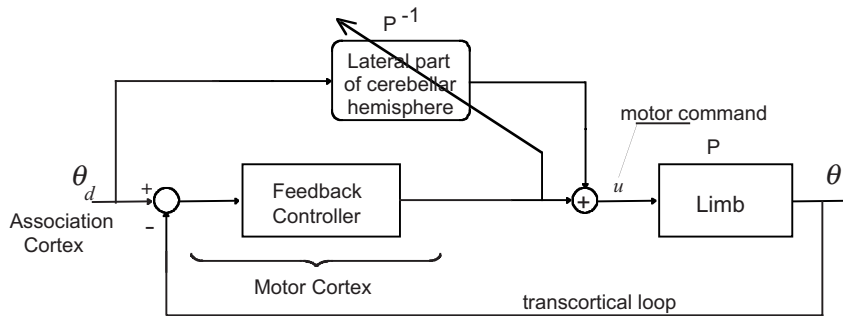 P -1
Lateral part
of cerebellar
hemisphere
motor command
P
θd
+
-
Feedback
Controller
+
u
Limb
θ
Association
Cortex
Motor Cortex
transcortical loop